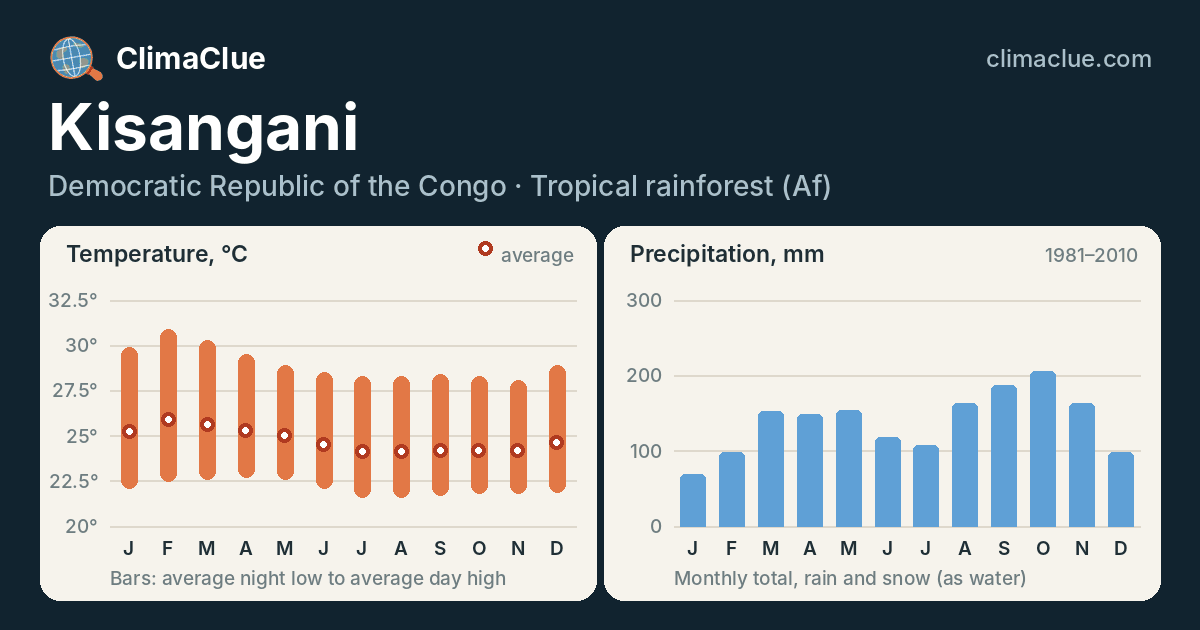 ClimaClue
climaclue.com
Kisangani
Democratic Republic of the Congo · Tropical rainforest (Af)
Temperature, °C
average
32.5°
30°
27.5°
25°
22.5°
20°
J F M A M J J A S O N D
Bars: average night low to average day high
Precipitation, mm
1981–2010
300
200
100
0
J F M A M J J A S O N D
Monthly total, rain and snow (as water)